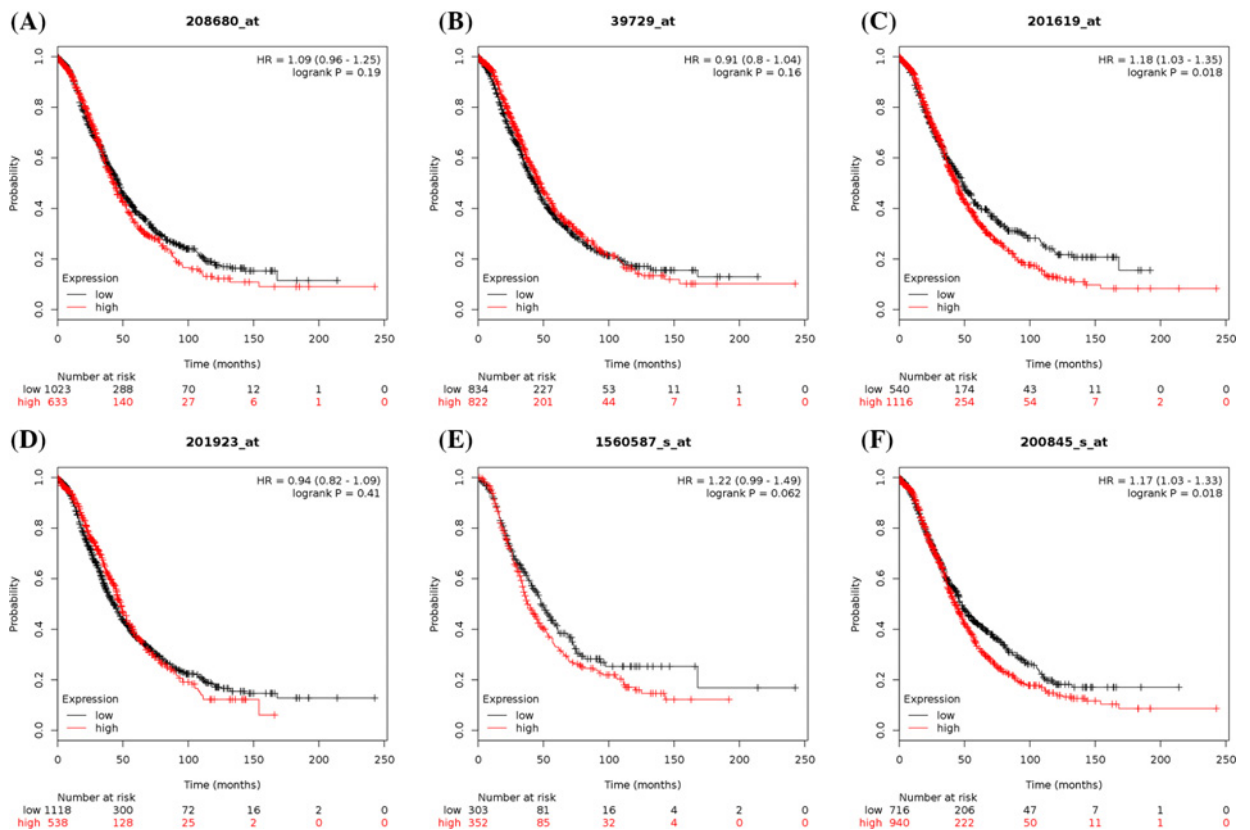 (A) 208680_at
HR = 1.09 (0.96 - 1.25)
logrank P = 0.19
Probability
1.0
0.8
0.6
0.4
0.2
0.0
Expression
low
high
0 50 100 150 200 250
Time (months)
Number at risk
low 1023 288 70 12 1 0
high 633 140 27 6 1 0
(B) 39729_at
HR = 0.91 (0.8 - 1.04)
logrank P = 0.16
Probability
1.0
0.8
0.6
0.4
0.2
0.0
Expression
low
high
0 50 100 150 200 250
Time (months)
Number at risk
low 834 227 53 11 1 0
high 822 201 44 7 1 0
(C) 201619_at
HR = 1.18 (1.03 - 1.35)
logrank P = 0.018
Probability
1.0
0.8
0.6
0.4
0.2
0.0
Expression
low
high
0 50 100 150 200 250
Time (months)
Number at risk
low 540 174 43 11 0 0
high 1116 254 54 7 2 0
(D) 201923_at
HR = 0.94 (0.82 - 1.09)
logrank P = 0.41
Probability
1.0
0.8
0.6
0.4
0.2
0.0
Expression
low
high
0 50 100 150 200 250
Time (months)
Number at risk
low 1118 300 72 16 2 0
high 538 128 25 2 0 0
(E) 1560587_s_at
HR = 1.22 (0.99 - 1.49)
logrank P = 0.062
Probability
1.0
0.8
0.6
0.4
0.2
0.0
Expression
low
high
0 50 100 150 200 250
Time (months)
Number at risk
low 303 81 16 4 2 0
high 352 85 32 4 0 0
(F) 200845_s_at
HR = 1.17 (1.03 - 1.33)
logrank P = 0.018
Probability
1.0
0.8
0.6
0.4
0.2
0.0
Expression
low
high
0 50 100 150 200 250
Time (months)
Number at risk
low 716 206 47 7 1 0
high 940 222 50 11 1 0